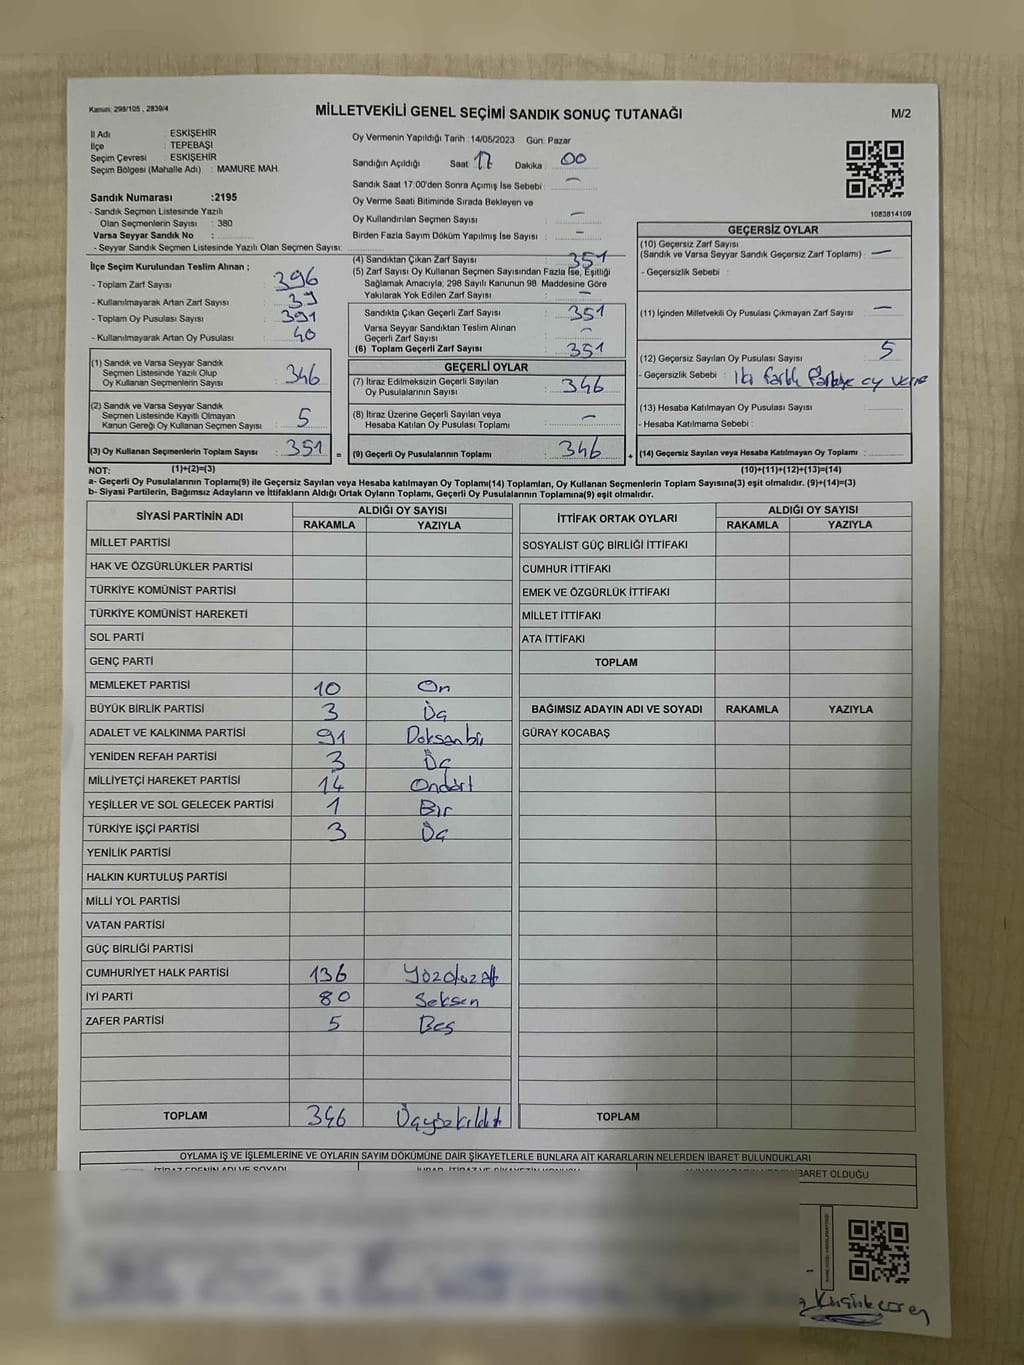 Kanun, 298/105 , 2839/4
MİLLETVEKİLİ GENEL SEÇİMİ SANDIK SONUÇ TUTANAĞI
M/2
İl Adı : ESKİŞEHİR
İlçe : TEPEBAŞI
Seçim Çevresi : ESKİŞEHİR
Seçim Bölgesi (Mahalle Adı) : MAMURE MAH.
Sandık Numarası :2195
- Sandık Seçmen Listesinde Yazılı
Olan Seçmenlerin Sayısı : 380
Varsa Seyyar Sandık No :
- Seyyar Sandık Seçmen Listesinde Yazılı Olan Seçmen Sayısı:
Oy Vermenin Yapıldığı Tarih : 14/05/2023 Gün: Pazar
Sandığın Açıldığı Saat : 17 Dakika : 00
Sandık Saat 17:00'den Sonra Açımış İse Sebebi : –
Oy Verme Saati Bitiminde Sırada Bekleyen ve
Oy Kullandırılan Seçmen Sayısı : –
Birden Fazla Sayım Döküm Yapılmış İse Sayısı : –
1083814109
İlçe Seçim Kurulundan Teslim Alınan ;
- Toplam Zarf Sayısı : 396
- Kullanılmayarak Artan Zarf Sayısı : 39
- Toplam Oy Pusulası Sayısı : 391
- Kullanılmayarak Artan Oy Pusulası : 40
(1) Sandık ve Varsa Seyyar Sandık
Seçmen Listesinde Yazılı Olup
Oy Kullanan Seçmenlerin Sayısı : 346
(2) Sandık ve Varsa Seyyar Sandık
Seçmen Listesinde Kayıtlı Olmayan
Kanun Gereği Oy Kullanan Seçmen Sayısı : 5
(3) Oy Kullanan Seçmenlerin Toplam Sayısı : 351 =
(4) Sandıktan Çıkan Zarf Sayısı : 351
(5) Zarf Sayısı Oy Kullanan Seçmen Sayısından Fazla İse, Eşitliği
Sağlamak Amacıyla, 298 Sayılı Kanunun 98. Maddesine Göre
Yakılarak Yok Edilen Zarf Sayısı : –
Sandıkta Çıkan Geçerli Zarf Sayısı : 351
Varsa Seyyar Sandıktan Teslim Alınan
Geçerli Zarf Sayısı : –
(6) Toplam Geçerli Zarf Sayısı : 351
GEÇERLİ OYLAR
(7) İtiraz Edilmeksizin Geçerli Sayılan
Oy Pusulalarının Sayısı : 346
(8) İtiraz Üzerine Geçerli Sayılan veya
Hesaba Katılan Oy Pusulası Toplamı : –
(9) Geçerli Oy Pusulalarının Toplamı : 346 +
GEÇERSİZ OYLAR
(10) Geçersiz Zarf Sayısı
(Sandık ve Varsa Seyyar Sandık Geçersiz Zarf Toplamı) : –
- Geçersizlik Sebebi :
(11) İçinden Milletvekili Oy Pusulası Çıkmayan Zarf Sayısı : –
(12) Geçersiz Sayılan Oy Pusulası Sayısı : 5
- Geçersizlik Sebebi : İki farklı Partiye oy verme
(13) Hesaba Katılmayan Oy Pusulası Sayısı :
- Hesaba Katılmama Sebebi :
(14) Geçersiz Sayılan veya Hesaba Katılmayan Oy Toplamı :
NOT: (1)+(2)=(3) (10)+(11)+(12)+(13)=(14)
a- Geçerli Oy Pusulalarının Toplamı(9) ile Geçersiz Sayılan veya Hesaba katılmayan Oy Toplamı(14) Toplamları, Oy Kullanan Seçmenlerin Toplam Sayısına(3) eşit olmalıdır. (9)+(14)=(3)
b- Siyasi Partilerin, Bağımsız Adayların ve İttifakların Aldığı Ortak Oyların Toplamı, Geçerli Oy Pusulalarının Toplamına(9) eşit olmalıdır.
SİYASİ PARTİNİN ADI ALDIĞI OY SAYISI
RAKAMLA YAZIYLA
MİLLET PARTİSİ
HAK VE ÖZGÜRLÜKLER PARTİSİ
TÜRKİYE KOMÜNİST PARTİSİ
TÜRKİYE KOMÜNİST HAREKETİ
SOL PARTİ
GENÇ PARTİ
MEMLEKET PARTİSİ 10 On
BÜYÜK BİRLİK PARTİSİ 3 Üç
ADALET VE KALKINMA PARTİSİ 91 Doksanbir
YENİDEN REFAH PARTİSİ 3 Üç
MİLLİYETÇİ HAREKET PARTİSİ 14 Ondört
YEŞİLLER VE SOL GELECEK PARTİSİ 1 Bir
TÜRKİYE İŞÇİ PARTİSİ 3 Üç
YENİLİK PARTİSİ
HALKIN KURTULUŞ PARTİSİ
MİLLİ YOL PARTİSİ
VATAN PARTİSİ
GÜÇ BİRLİĞİ PARTİSİ
CUMHURİYET HALK PARTİSİ 136 Yüzotuzaltı
İYİ PARTİ 80 Seksen
ZAFER PARTİSİ 5 Beş
TOPLAM 346 Üçyüzkırkaltı
İTTİFAK ORTAK OYLARI ALDIĞI OY SAYISI
RAKAMLA YAZIYLA
SOSYALİST GÜÇ BİRLİĞİ İTTİFAKI
CUMHUR İTTİFAKI
EMEK VE ÖZGÜRLÜK İTTİFAKI
MİLLET İTTİFAKI
ATA İTTİFAKI
TOPLAM
BAĞIMSIZ ADAYIN ADI VE SOYADI RAKAMLA YAZIYLA
GÜRAY KOCABAŞ
TOPLAM
OYLAMA İŞ VE İŞLEMLERİNE VE OYLARIN SAYIM DÖKÜMÜNE DAİR ŞİKAYETLERLE BUNLARA AİT KARARLARIN NELERDEN İBARET BULUNDUKLARI
İTİRAZ EDENİN ADI VE SOYADI
İBARET OLDUĞU